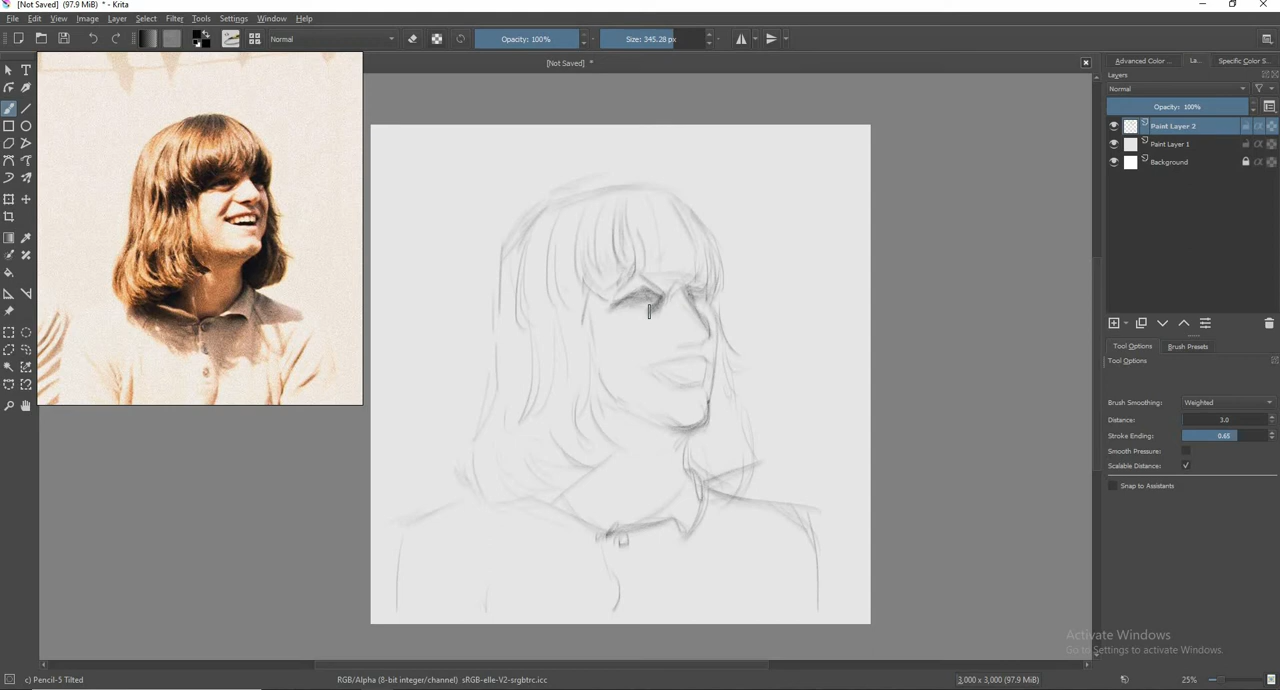 [Not Saved] (97.9 MiB) * - Krita
File Edit View Image Layer Select Filter Tools Settings Window Help
Normal
Opacity: 100%
Size: 345.28 px
[Not Saved] *
Advanced Color ...
La...
Specific Color S...
Layers
Normal
Opacity: 100%
Paint Layer 2
Paint Layer 1
Background
Tool Options
Brush Presets
Tool Options
Brush Smoothing: Weighted
Distance: 3.0
Stroke Ending: 0.65
Smooth Pressure:
Scalable Distance:
Snap to Assistants
Activate Windows
Go to Settings to activate Windows.
c) Pencil-5 Tilted
RGB/Alpha (8-bit integer/channel) sRGB-elle-V2-srgbtrc.icc
3,000 x 3,000 (97.9 MiB)
25%